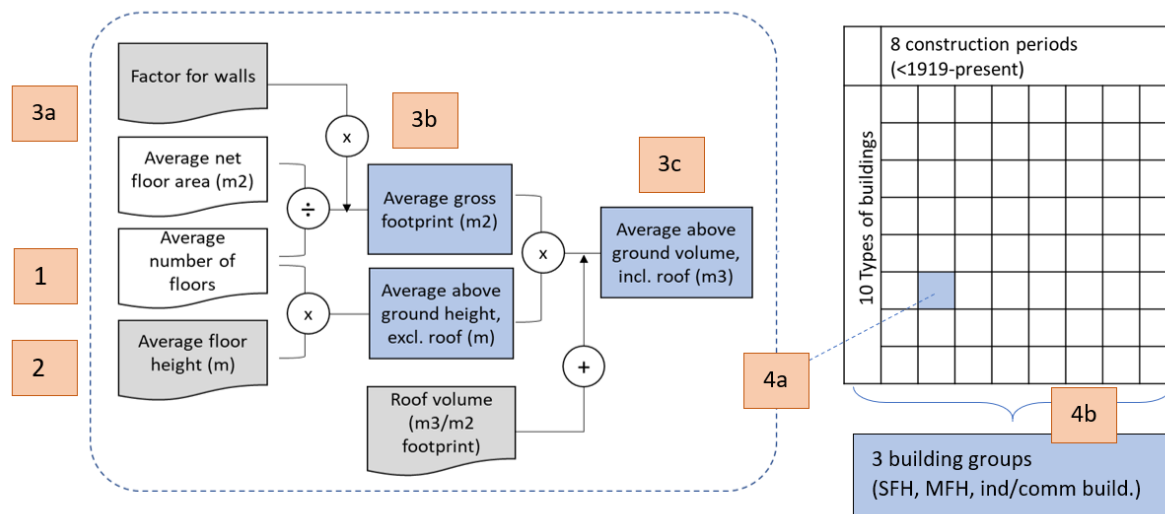 3a
Factor for walls
x
3b
Average net
floor area (m2)
÷
Average gross
footprint (m2)
3c
1
Average
number of
floors
x
x
Average above
ground height,
excl. roof (m)
Average above
ground volume,
incl. roof (m3)
2
Average floor
height (m)
Roof volume
(m3/m2
footprint)
+
4a
8 construction periods
(<1919-present)
10 Types of buildings
4b
3 building groups
(SFH, MFH, ind/comm build.)